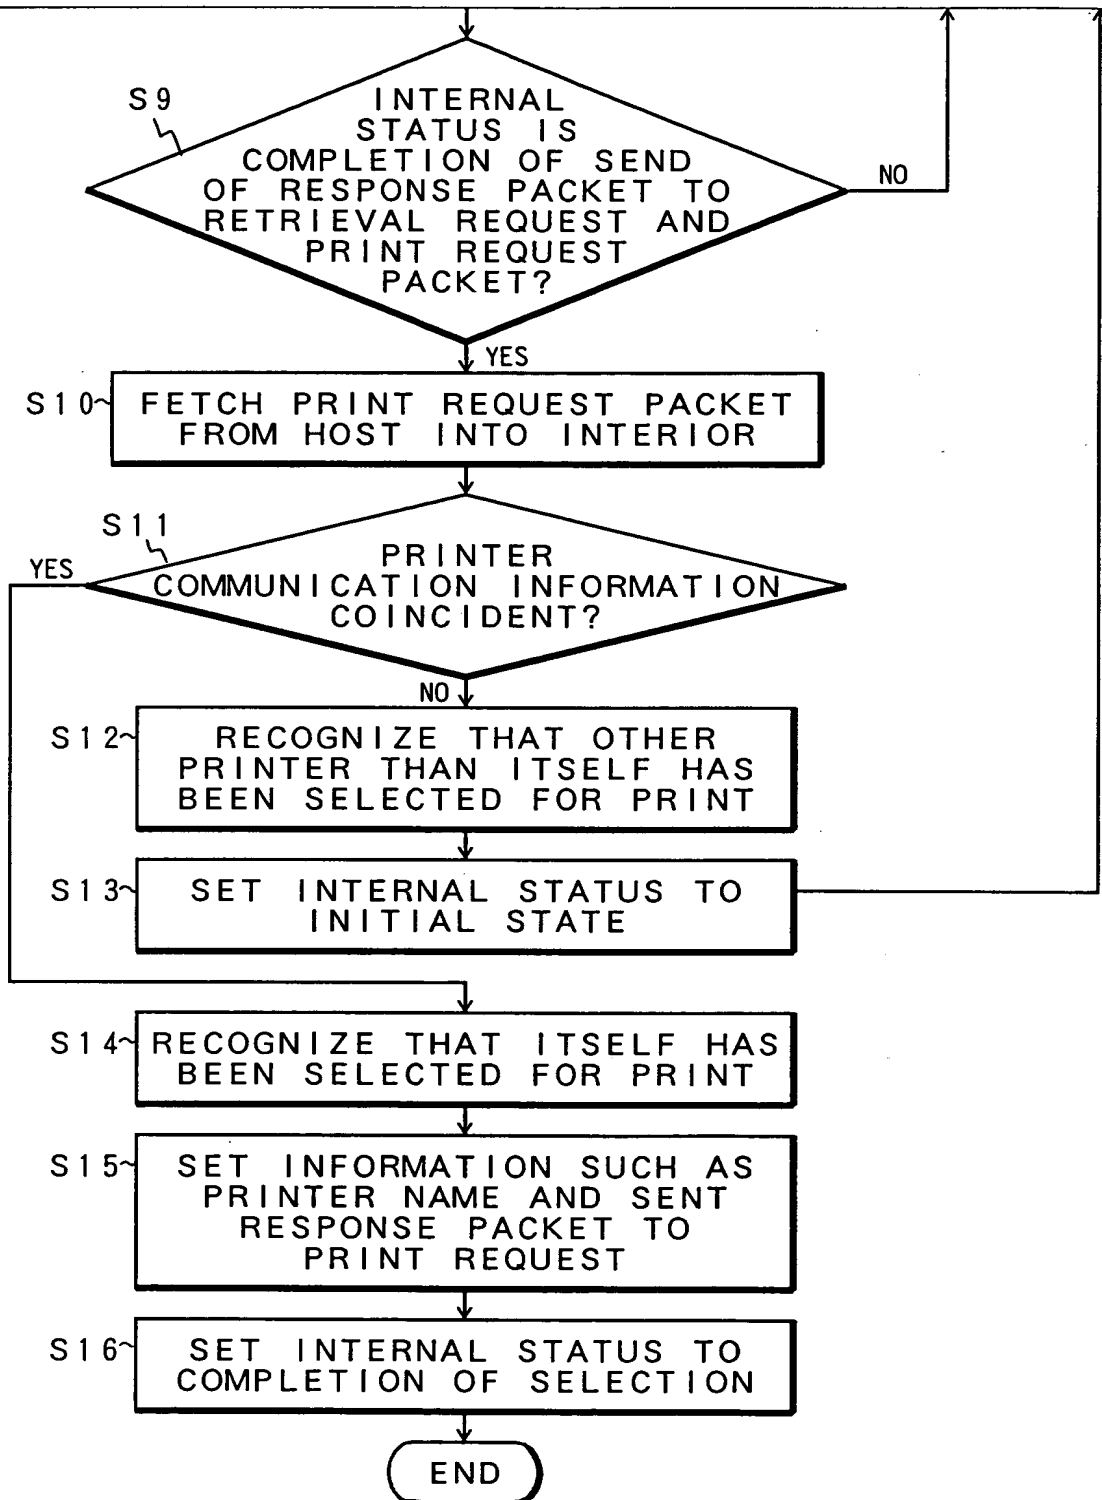 S9
INTERNAL
STATUS IS
COMPLETION OF SEND
OF RESPONSE PACKET TO
RETRIEVAL REQUEST AND
PRINT REQUEST
PACKET?
NO
YES
S10
FETCH PRINT REQUEST PACKET
FROM HOST INTO INTERIOR
S11
YES
PRINTER
COMMUNICATION INFORMATION
COINCIDENT?
NO
S12
RECOGNIZE THAT OTHER
PRINTER THAN ITSELF HAS
BEEN SELECTED FOR PRINT
S13
SET INTERNAL STATUS TO
INITIAL STATE
S14
RECOGNIZE THAT ITSELF HAS
BEEN SELECTED FOR PRINT
S15
SET INFORMATION SUCH AS
PRINTER NAME AND SENT
RESPONSE PACKET TO
PRINT REQUEST
S16
SET INTERNAL STATUS TO
COMPLETION OF SELECTION
END